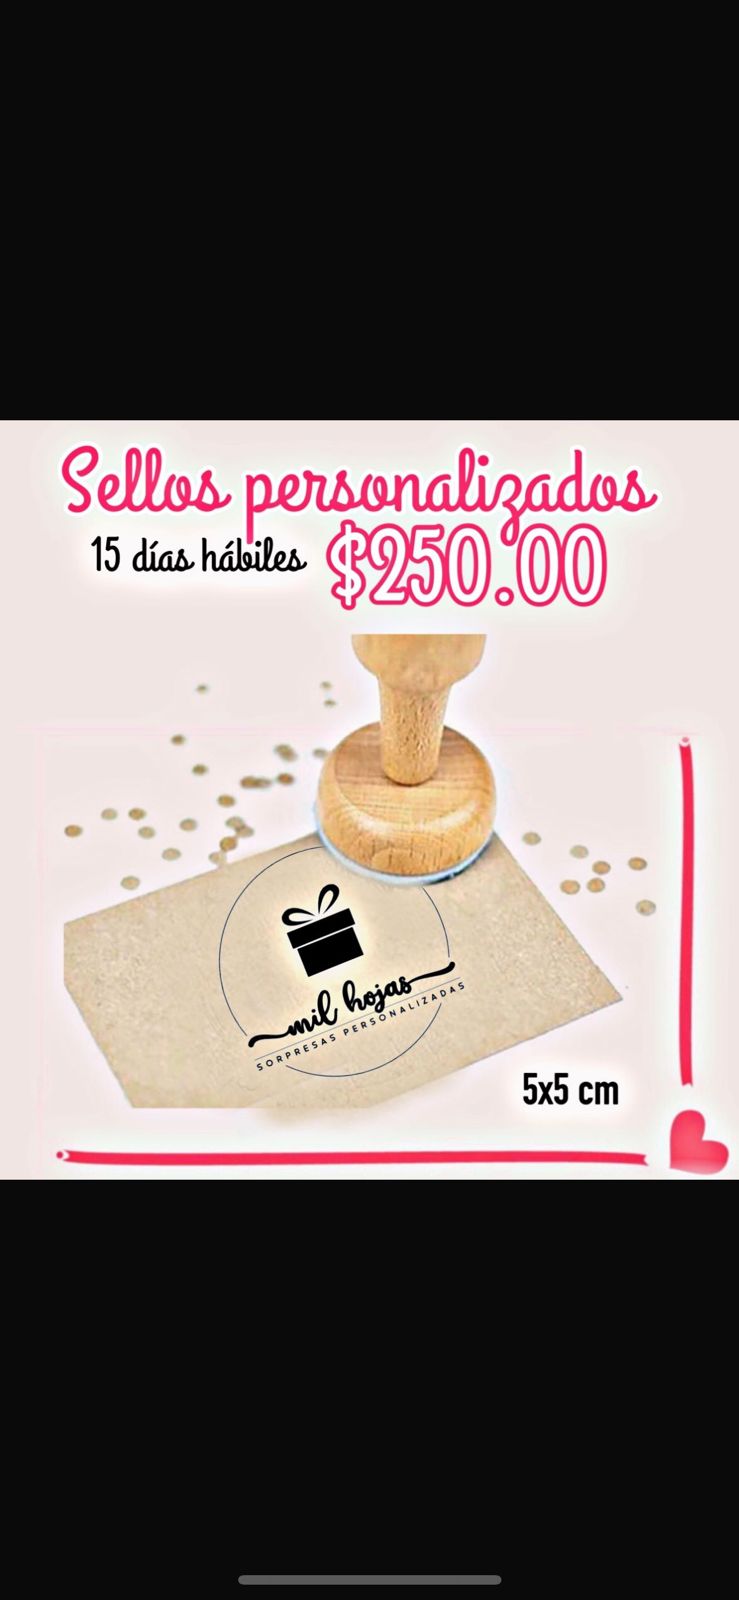 Sellos personalizados
15 días hábiles $250.00
mil hojas
SORPRESAS PERSONALIZADAS
5x5 cm